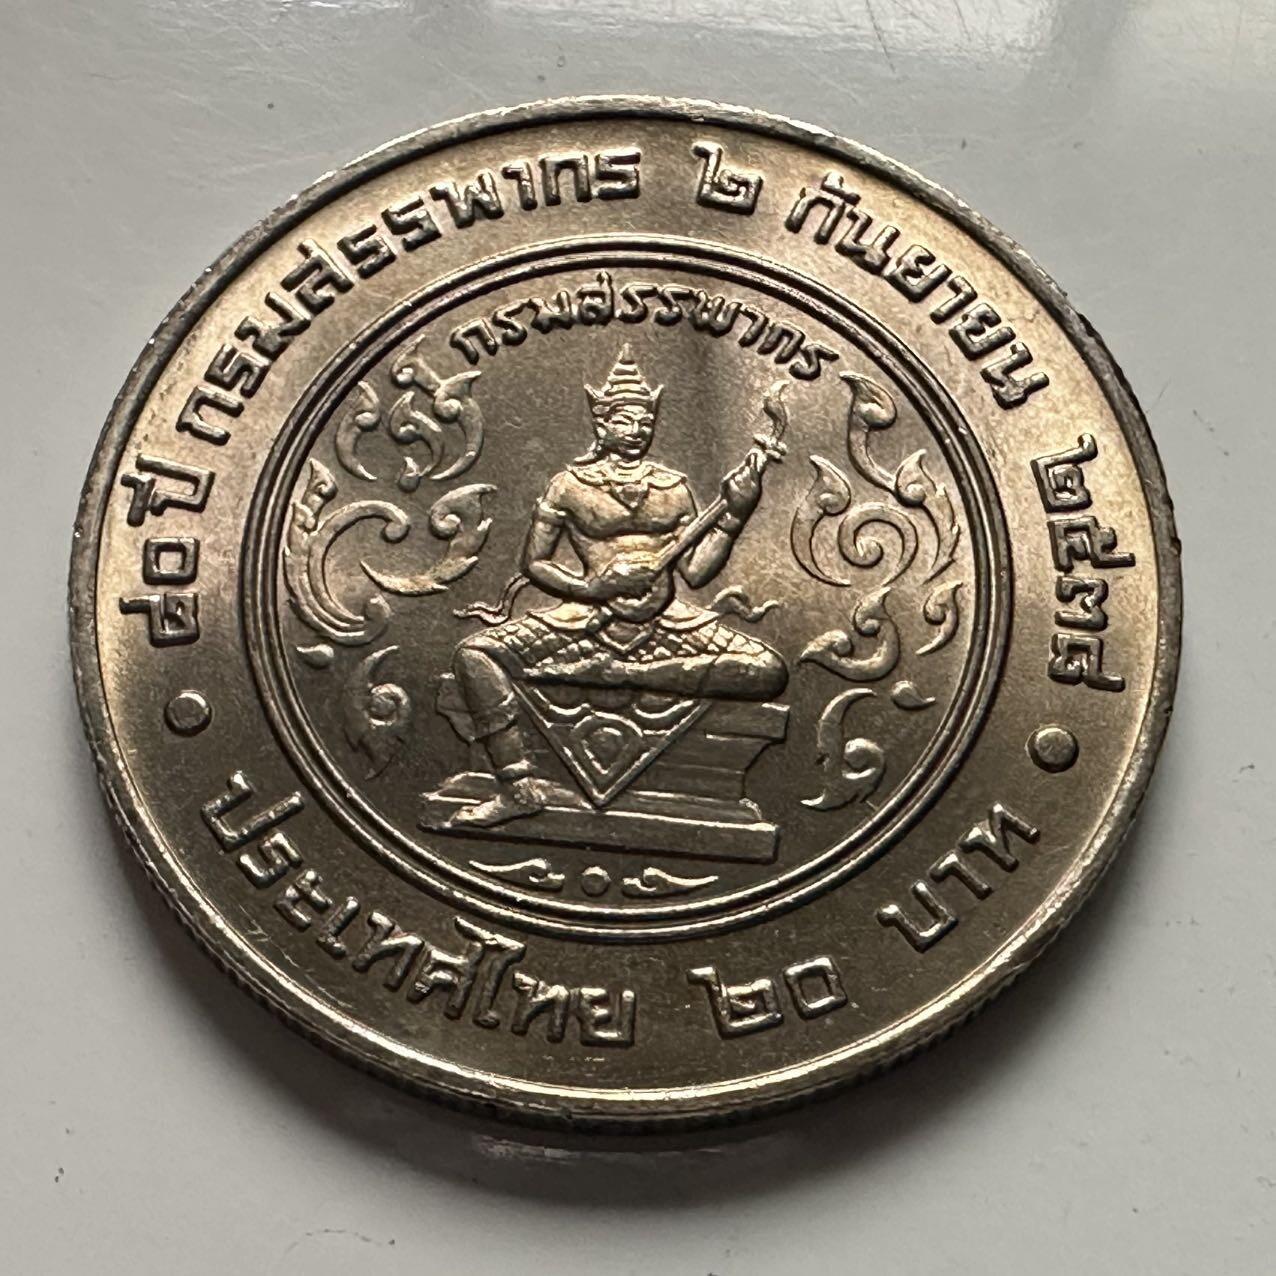 ๘๐ ปี กรมสรรพากร ๒ กันยายน ๒๕๓๘
กรมสรรพากร
ประเทศไทย ๒๐ บาท